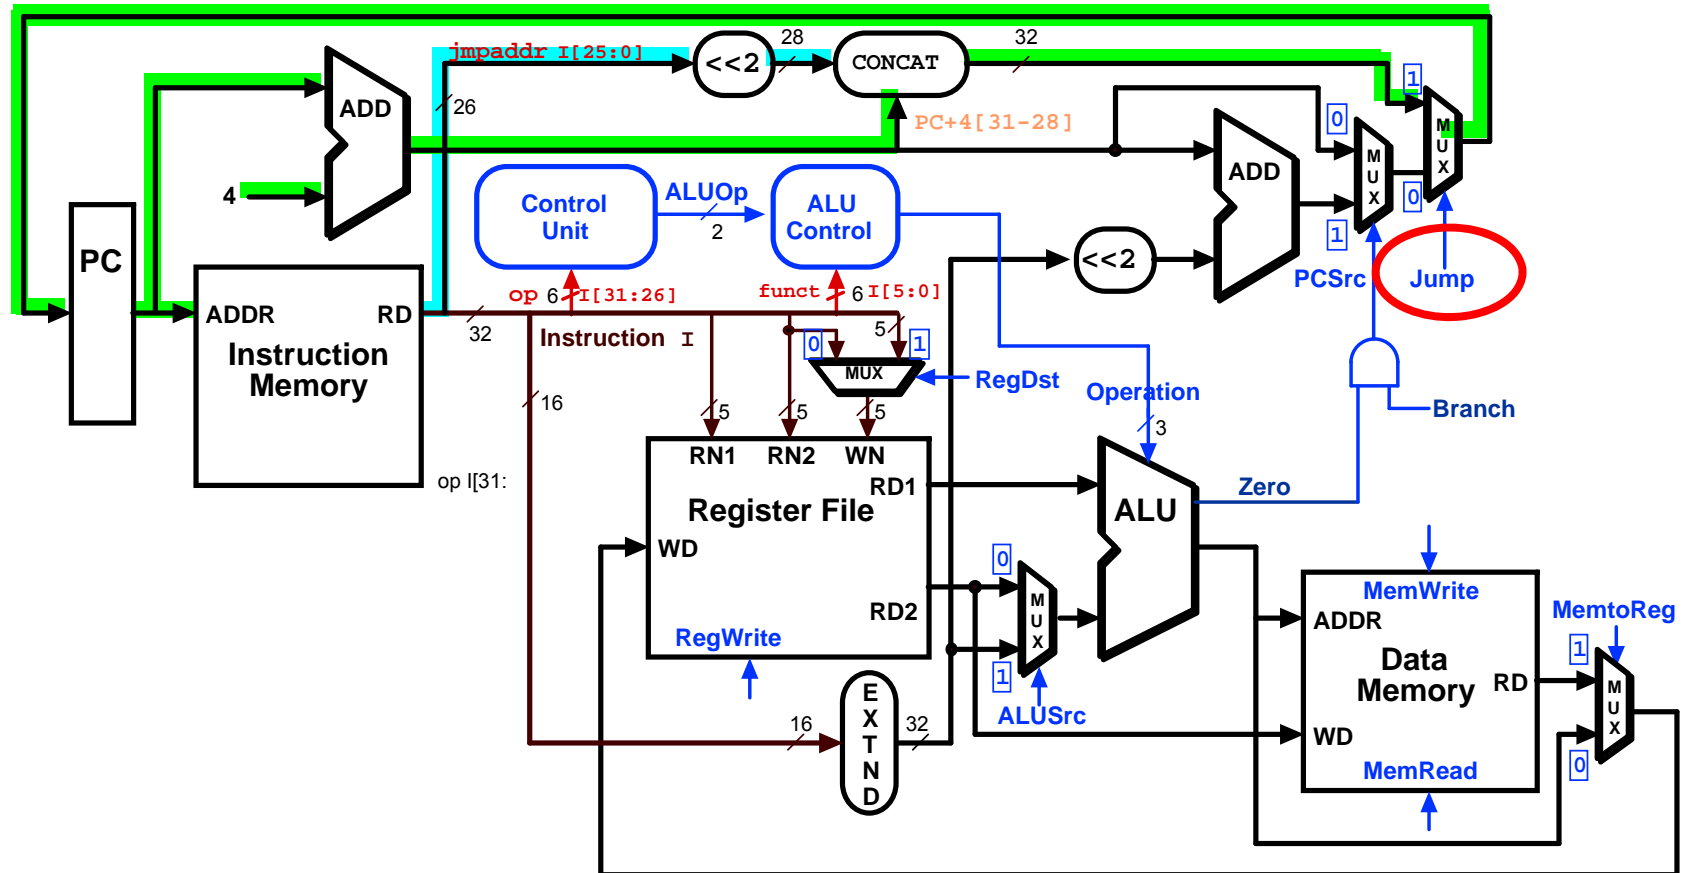 jmpaddr I[25:0]
28
32
<<2
CONCAT
1
ADD
26
PC+4[31-28]
0
MUX
ADD
MUX
4
Control
Unit
ALUOp
2
ALU
Control
0
1
PC
<<2
PCSrc
Jump
op 6 I[31:26]
funct 6 I[5:0]
ADDR
RD
32
Instruction
Memory
Instruction I
5
0
1
MUX
RegDst
Operation
16
5
5
5
3
Branch
RN1
RN2
WN
RD1
op I[31:
Register File
ALU
Zero
WD
0
MUX
MemWrite
MemtoReg
RD2
ADDR
RegWrite
1
1
Data
Memory
RD
MUX
EXTND
ALUSrc
16
32
WD
0
MemRead